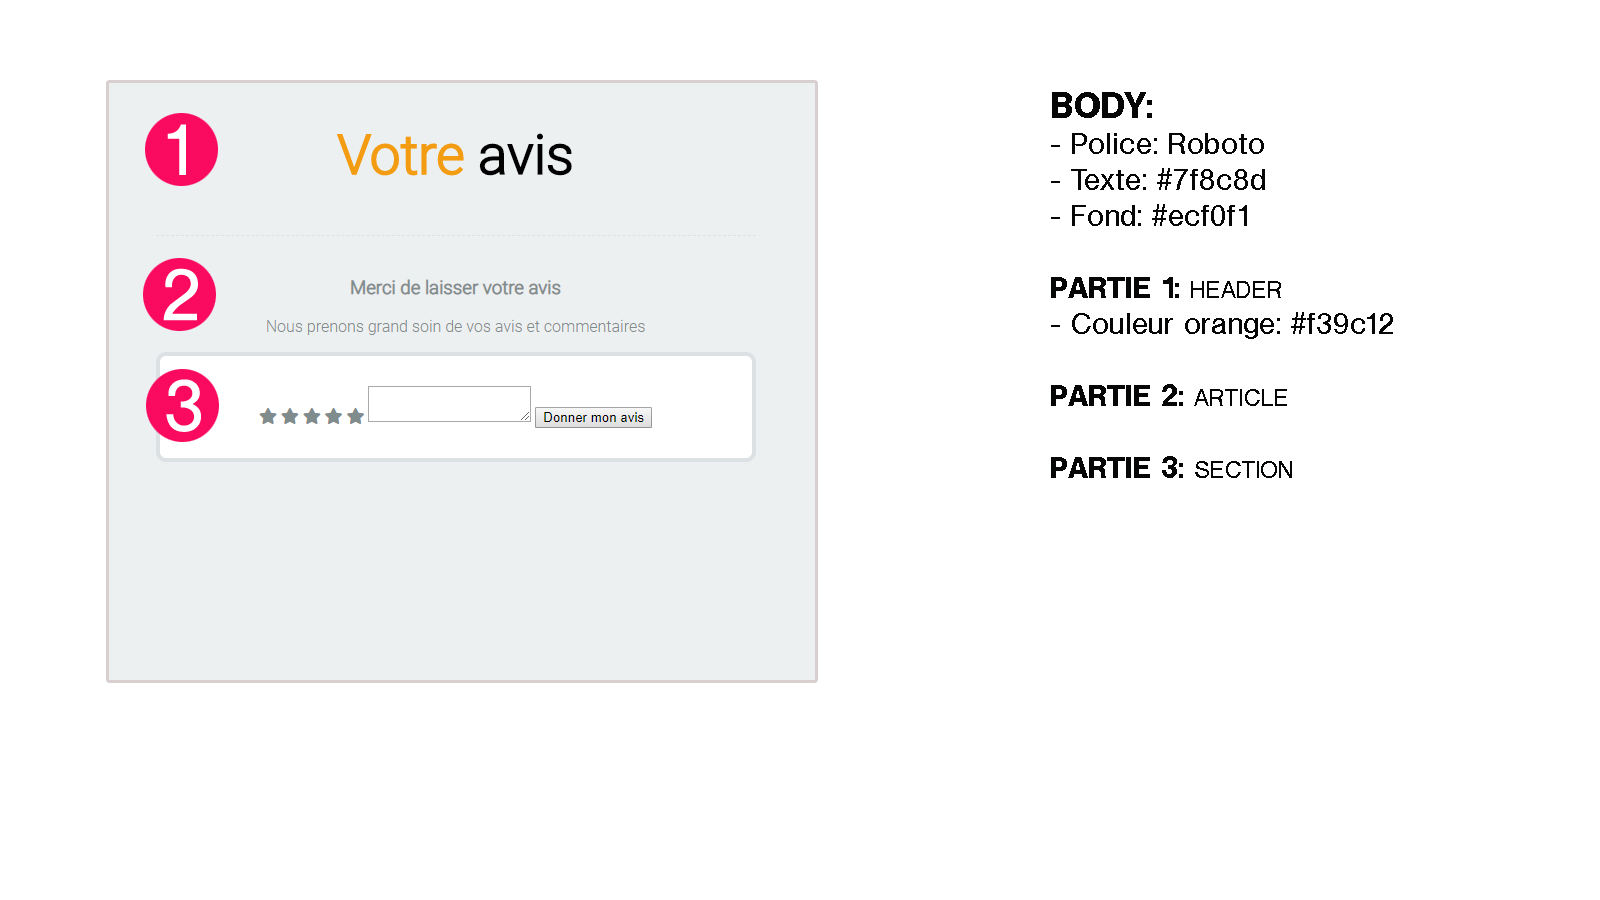 1
Votre avis
2
Merci de laisser votre avis
Nous prenons grand soin de vos avis et commentaires
3
Donner mon avis
BODY:
- Police: Roboto
- Texte: #7f8c8d
- Fond: #ecf0f1
PARTIE 1: HEADER
- Couleur orange: #f39c12
PARTIE 2: ARTICLE
PARTIE 3: SECTION